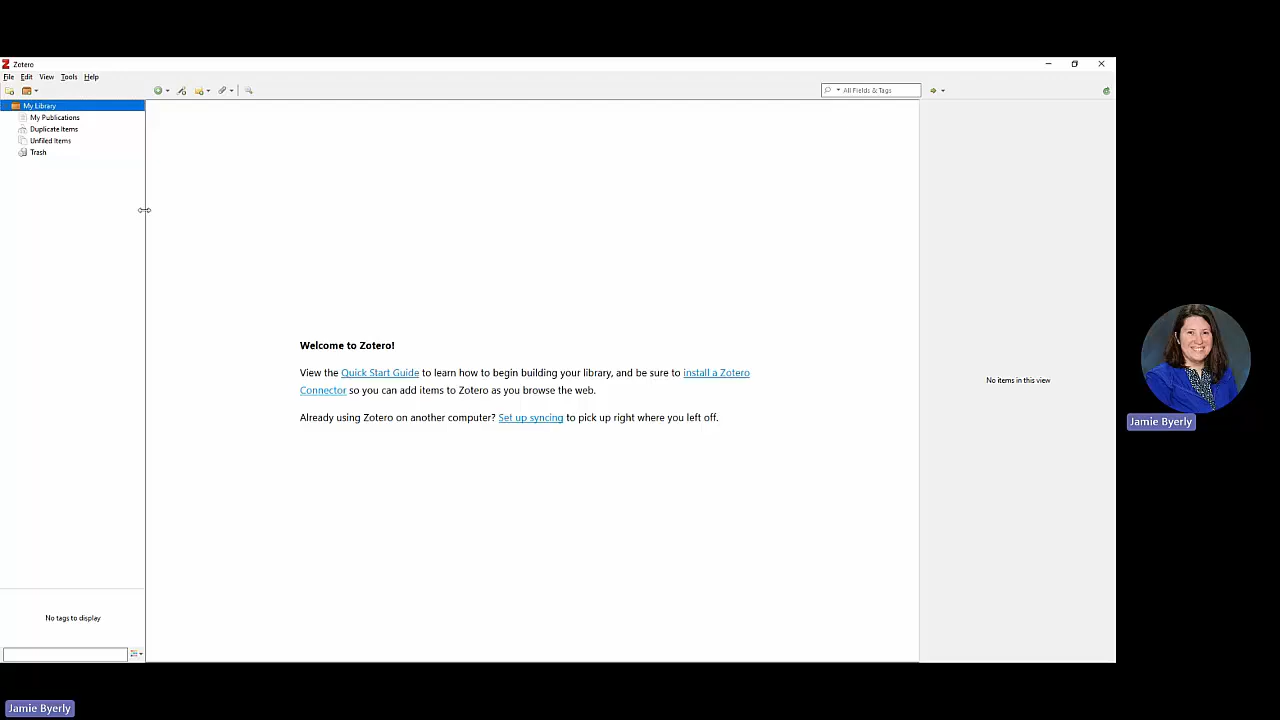 Zotero
File Edit View Tools Help
All Fields & Tags
My Library
My Publications
Duplicate Items
Unfiled Items
Trash
Welcome to Zotero!
View the Quick Start Guide to learn how to begin building your library, and be sure to install a Zotero
Connector so you can add items to Zotero as you browse the web.
Already using Zotero on another computer? Set up syncing to pick up right where you left off.
No items in this view
Jamie Byerly
No tags to display
Jamie Byerly